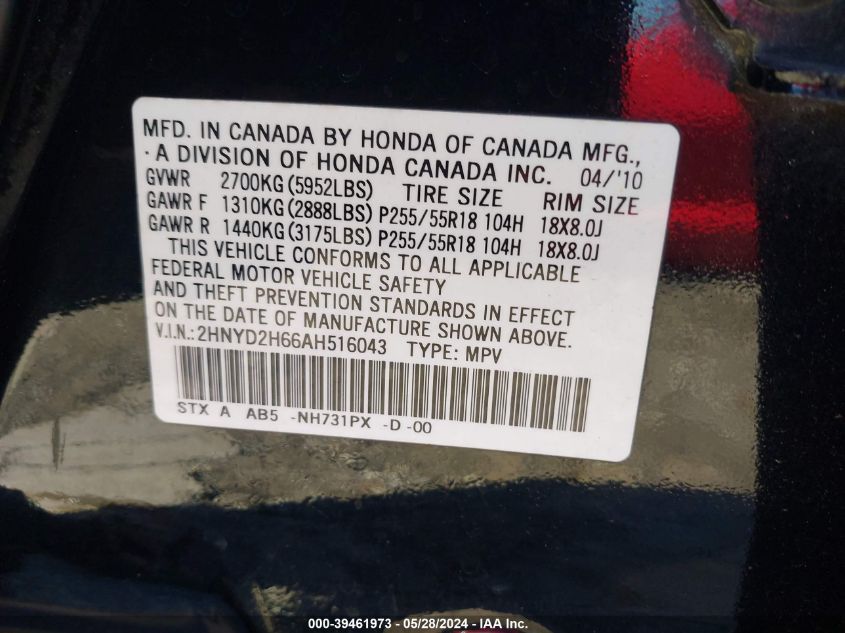 MFD. IN CANADA BY HONDA OF CANADA MFG.,
· A DIVISION OF HONDA CANADA INC. 04/'10
GVWR 2700KG (5952LBS) TIRE SIZE RIM SIZE
GAWR F 1310KG (2888LBS) P255/55R18 104H 18X8.0J
GAWR R 1440KG (3175LBS) P255/55R18 104H 18X8.0J
THIS VEHICLE CONFORMS TO ALL APPLICABLE
FEDERAL MOTOR VEHICLE SAFETY
AND THEFT PREVENTION STANDARDS IN EFFECT
ON THE DATE OF MANUFACTURE SHOWN ABOVE.
V.I.N.: 2HNYD2H66AH516043 TYPE: MPV
STX A AB5 -NH731PX -D -00
000-39461973 / 05/28/2024 - IAA Inc.